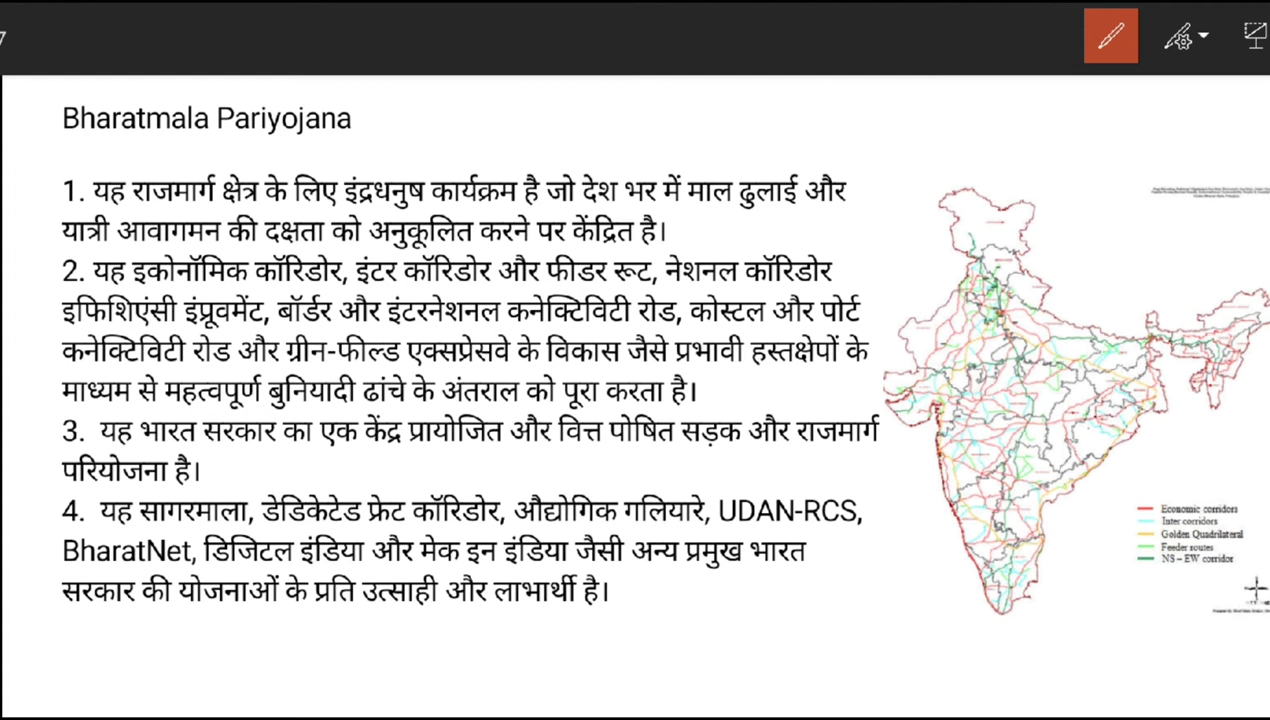 Bharatmala Pariyojana
1. यह राजमार्ग क्षेत्र के लिए इंद्रधनुष कार्यक्रम है जो देश भर में माल ढुलाई और
यात्री आवागमन की दक्षता को अनुकूलित करने पर केंद्रित है।
2. यह इकोनॉमिक कॉरिडोर, इंटर कॉरिडोर और फीडर रूट, नेशनल कॉरिडोर
इफिशिएंसी इंप्रूवमेंट, बॉर्डर और इंटरनेशनल कनेक्टिविटी रोड, कोस्टल और पोर्ट
कनेक्टिविटी रोड और ग्रीन-फील्ड एक्सप्रेसवे के विकास जैसे प्रभावी हस्तक्षेपों के
माध्यम से महत्वपूर्ण बुनियादी ढांचे के अंतराल को पूरा करता है।
3. यह भारत सरकार का एक केंद्र प्रायोजित और वित्त पोषित सड़क और राजमार्ग
परियोजना है।
4. यह सागरमाला, डेडिकेटेड फ्रेट कॉरिडोर, औद्योगिक गलियारे, UDAN-RCS,
BharatNet, डिजिटल इंडिया और मेक इन इंडिया जैसी अन्य प्रमुख भारत
सरकार की योजनाओं के प्रति उत्साही और लाभार्थी है।
Economic corridors
Inter corridors
Golden Quadrilateral
Feeder routes
NS – EW corridor